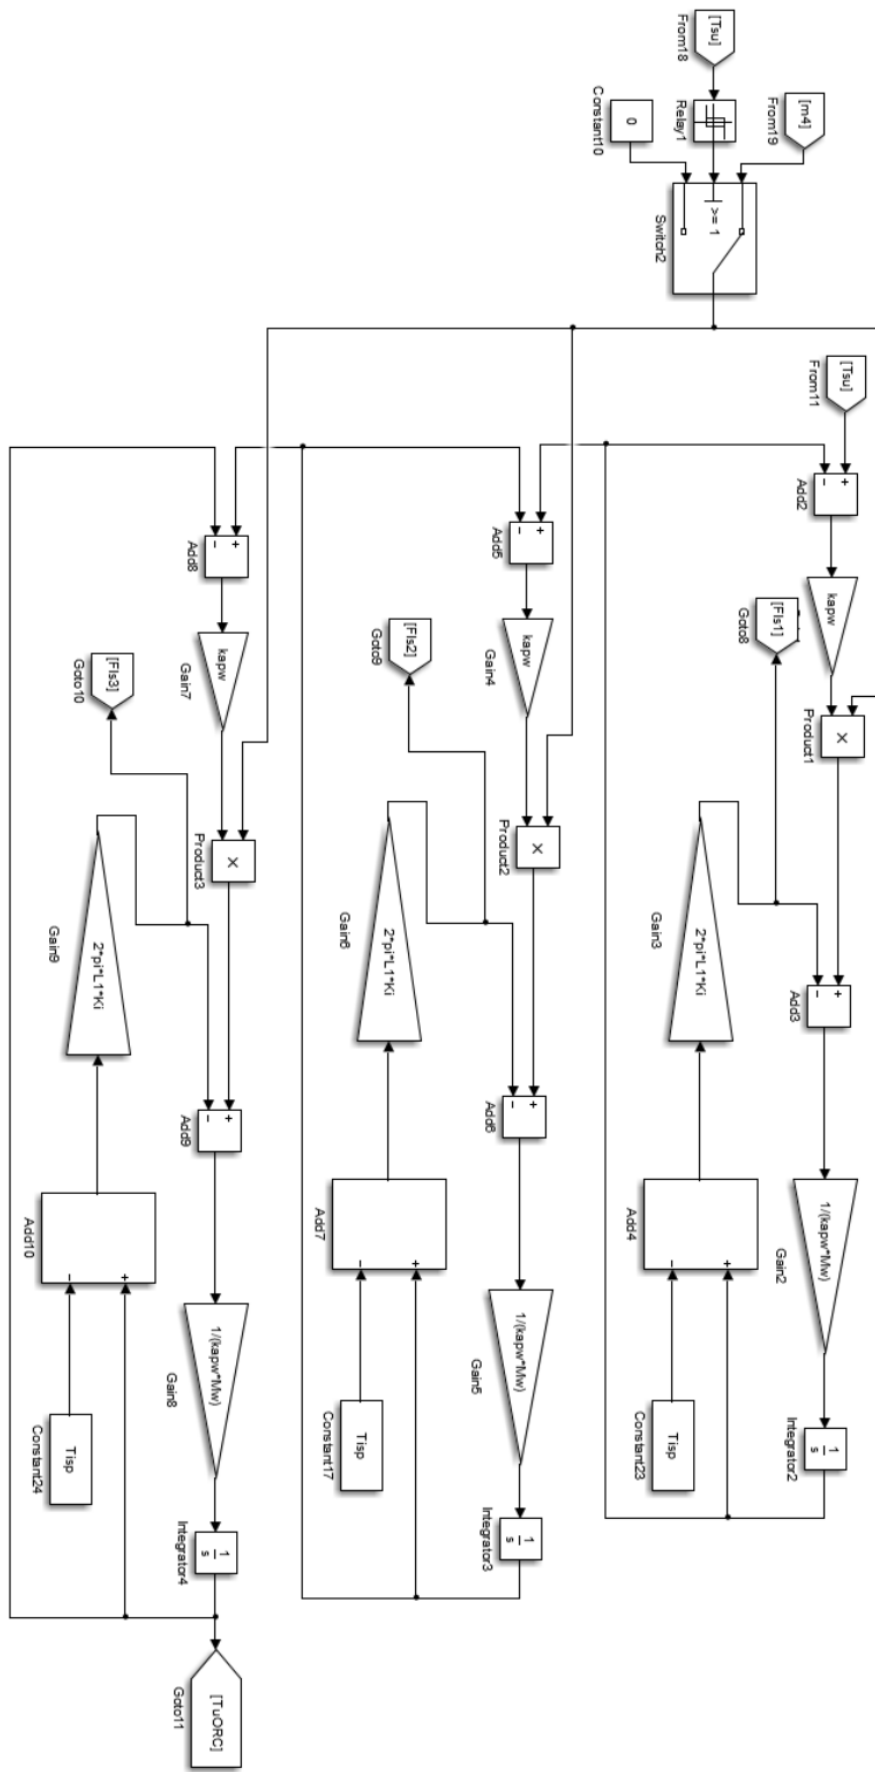 [Tsu]
From18
[m4]
From19
0
Constant10
Relay1
>= 1
Switch2
[Tsu]
From11
+
−
Add2
kapw
[Fls1]
Goto8
×
Product1
+
−
Add3
2*pi*L1*Ki
Gain3
1/(kapw*Mw)
Gain2
+
−
Add4
Tisp
Constant23
1
s
Integrator2
+
−
Add5
kapw
Gain4
[Fls2]
Goto9
×
Product2
+
−
Add6
2*pi*L1*Ki
Gain6
1/(kapw*Mw)
Gain5
+
−
Add7
Tisp
Constant17
1
s
Integrator3
+
−
Add8
kapw
Gain7
[Fls3]
Goto10
×
Product3
+
−
Add9
2*pi*L1*Ki
Gain9
1/(kapw*Mw)
Gain8
+
−
Add10
Tisp
Constant24
1
s
Integrator4
[TuORC]
Goto11